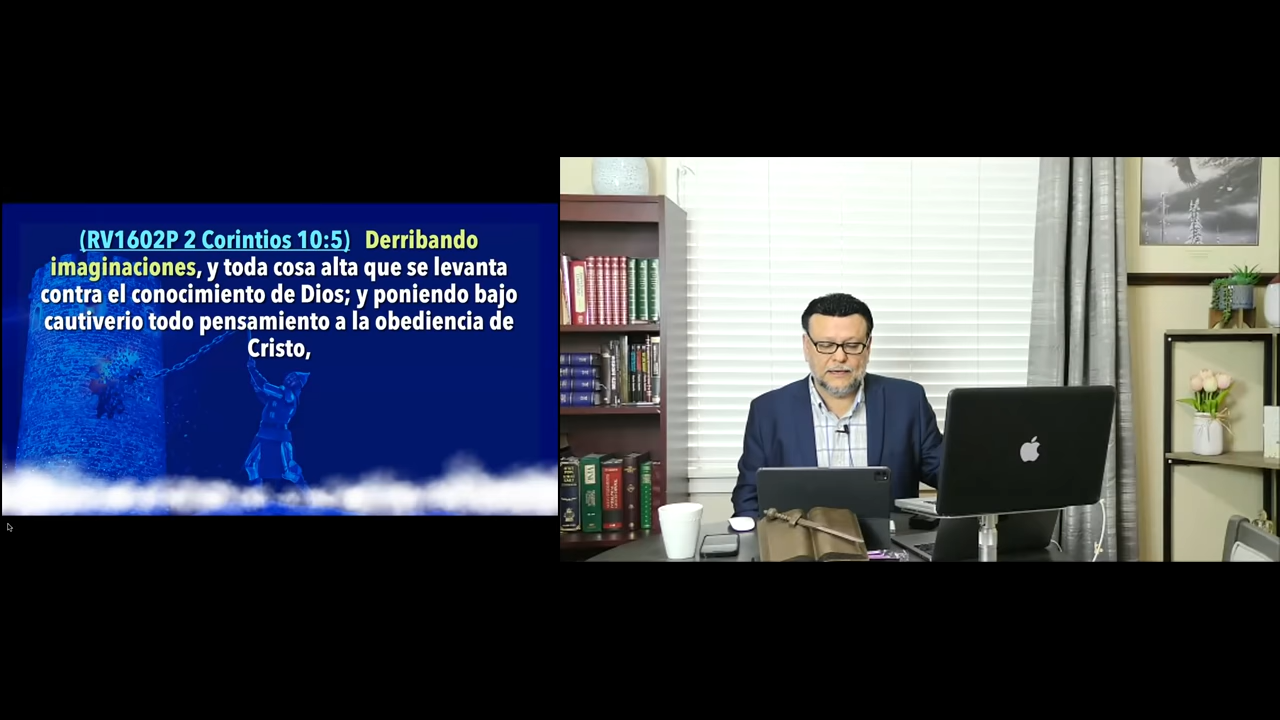 (RV1602P 2 Corintios 10:5) Derribando
imaginaciones, y toda cosa alta que se levanta
contra el conocimiento de Dios; y poniendo bajo
cautiverio todo pensamiento a la obediencia de
Cristo,